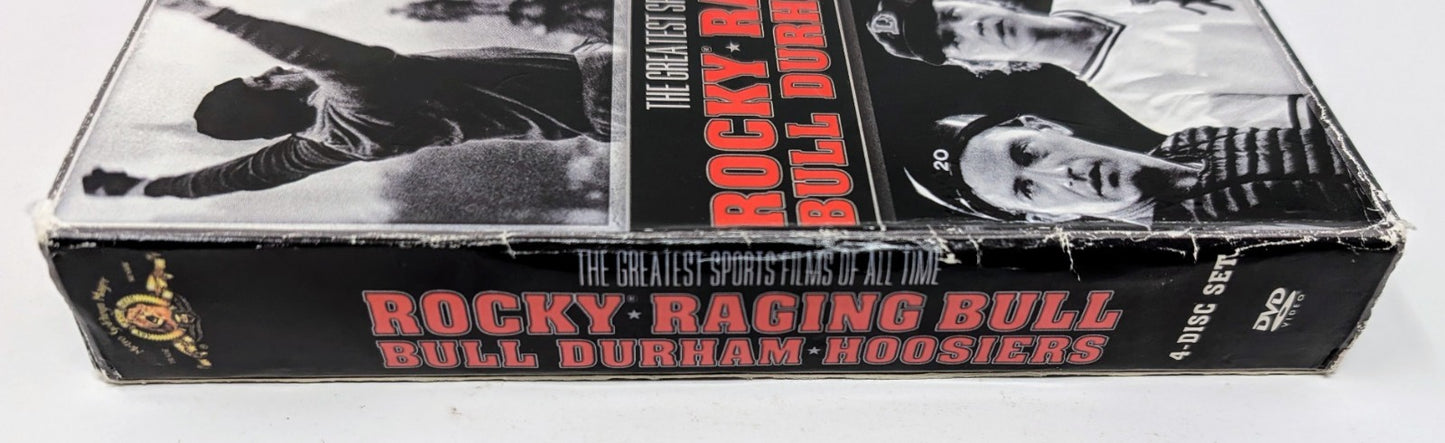 THE GREATEST SP
ROCKY® ★ RA
BULL DURH
20
THE GREATEST SPORTS FILMS OF ALL TIME
ROCKY® ★ RAGING BULL
BULL DURHAM ★ HOOSIERS
4-DISC SET
DVD
VIDEO